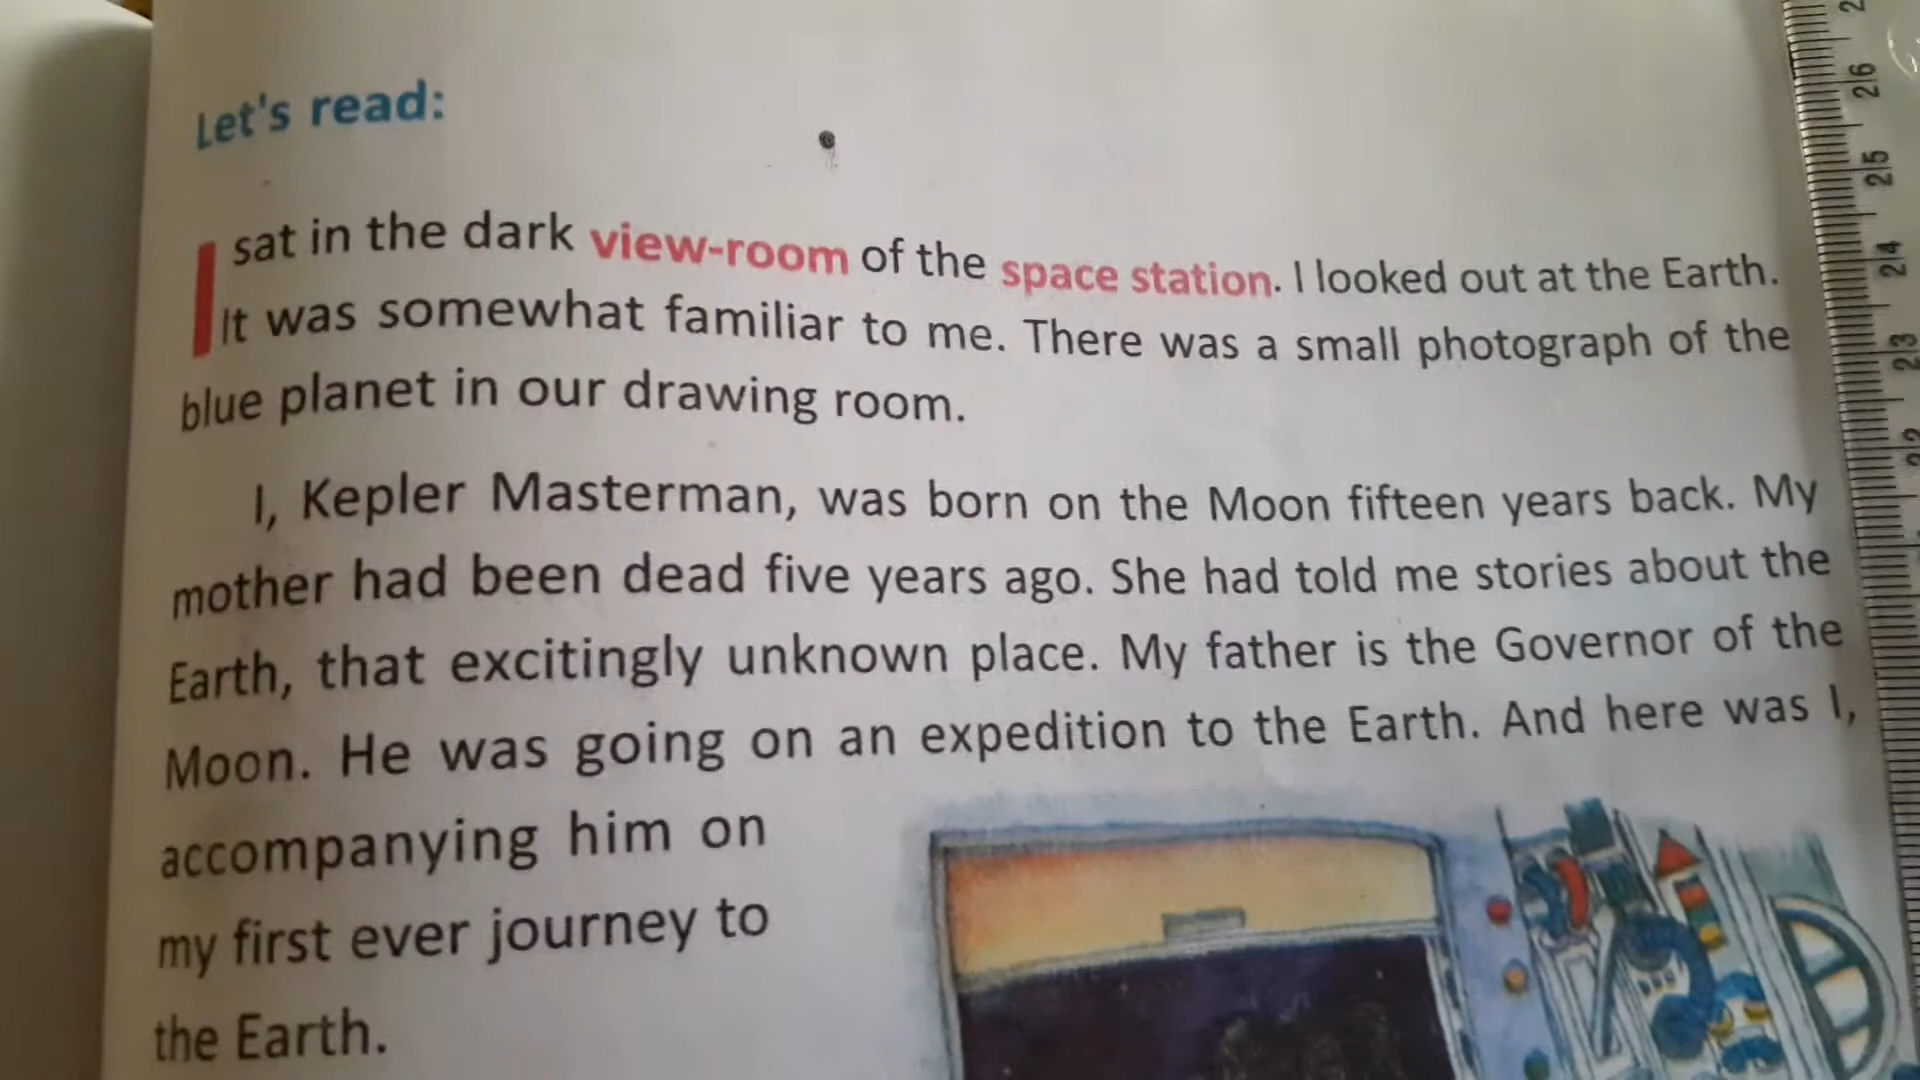 Let's read:
I sat in the dark view-room of the space station. I looked out at the Earth.
It was somewhat familiar to me. There was a small photograph of the
blue planet in our drawing room.
I, Kepler Masterman, was born on the Moon fifteen years back. My
mother had been dead five years ago. She had told me stories about the
Earth, that excitingly unknown place. My father is the Governor of the
Moon. He was going on an expedition to the Earth. And here was I,
accompanying him on
my first ever journey to
the Earth.
26
25
24
23
22